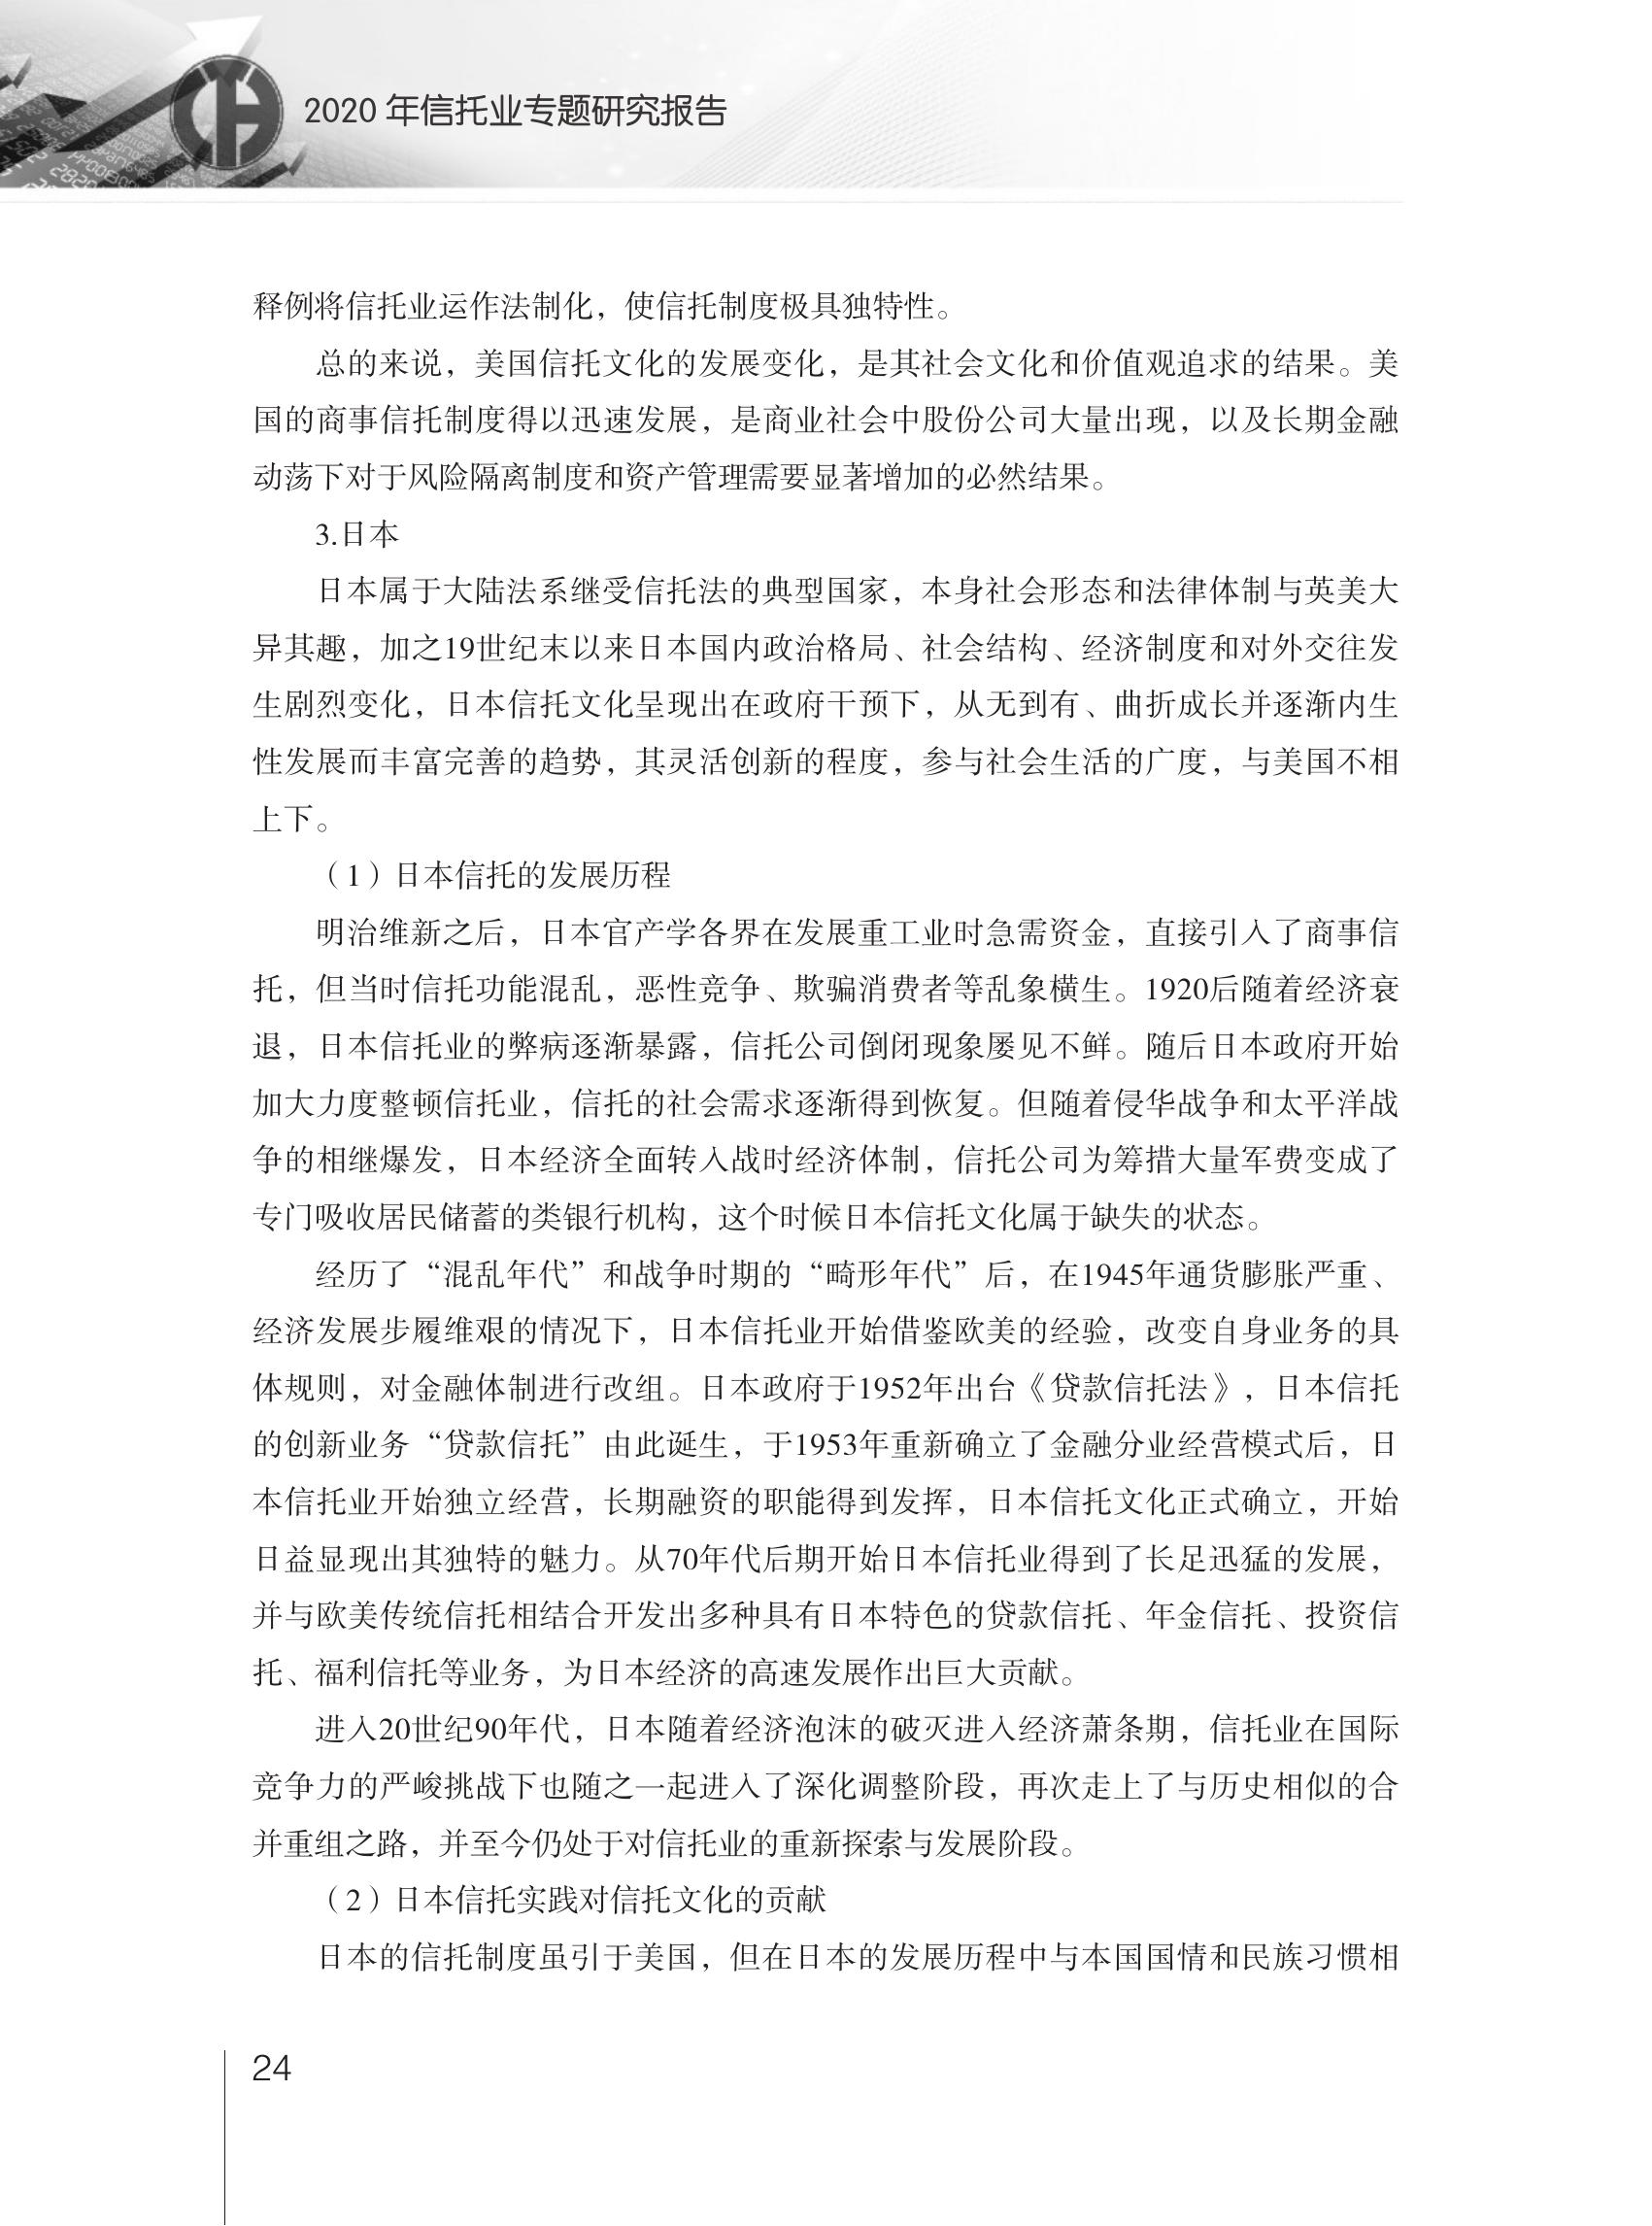 2020 年信托业专题研究报告
释例将信托业运作法制化，使信托制度极具独特性。
总的来说，美国信托文化的发展变化，是其社会文化和价值观追求的结果。美
国的商事信托制度得以迅速发展，是商业社会中股份公司大量出现，以及长期金融
动荡下对于风险隔离制度和资产管理需要显著增加的必然结果。
3.日本
日本属于大陆法系继受信托法的典型国家，本身社会形态和法律体制与英美大
异其趣，加之19世纪末以来日本国内政治格局、社会结构、经济制度和对外交往发
生剧烈变化，日本信托文化呈现出在政府干预下，从无到有、曲折成长并逐渐内生
性发展而丰富完善的趋势，其灵活创新的程度，参与社会生活的广度，与美国不相
上下。
（1）日本信托的发展历程
明治维新之后，日本官产学各界在发展重工业时急需资金，直接引入了商事信
托，但当时信托功能混乱，恶性竞争、欺骗消费者等乱象横生。1920后随着经济衰
退，日本信托业的弊病逐渐暴露，信托公司倒闭现象屡见不鲜。随后日本政府开始
加大力度整顿信托业，信托的社会需求逐渐得到恢复。但随着侵华战争和太平洋战
争的相继爆发，日本经济全面转入战时经济体制，信托公司为筹措大量军费变成了
专门吸收居民储蓄的类银行机构，这个时候日本信托文化属于缺失的状态。
经历了“混乱年代”和战争时期的“畸形年代”后，在1945年通货膨胀严重、
经济发展步履维艰的情况下，日本信托业开始借鉴欧美的经验，改变自身业务的具
体规则，对金融体制进行改组。日本政府于1952年出台《贷款信托法》，日本信托
的创新业务“贷款信托”由此诞生，于1953年重新确立了金融分业经营模式后，日
本信托业开始独立经营，长期融资的职能得到发挥，日本信托文化正式确立，开始
日益显现出其独特的魅力。从70年代后期开始日本信托业得到了长足迅猛的发展，
并与欧美传统信托相结合开发出多种具有日本特色的贷款信托、年金信托、投资信
托、福利信托等业务，为日本经济的高速发展作出巨大贡献。
进入20世纪90年代，日本随着经济泡沫的破灭进入经济萧条期，信托业在国际
竞争力的严峻挑战下也随之一起进入了深化调整阶段，再次走上了与历史相似的合
并重组之路，并至今仍处于对信托业的重新探索与发展阶段。
（2）日本信托实践对信托文化的贡献
日本的信托制度虽引于美国，但在日本的发展历程中与本国国情和民族习惯相
24